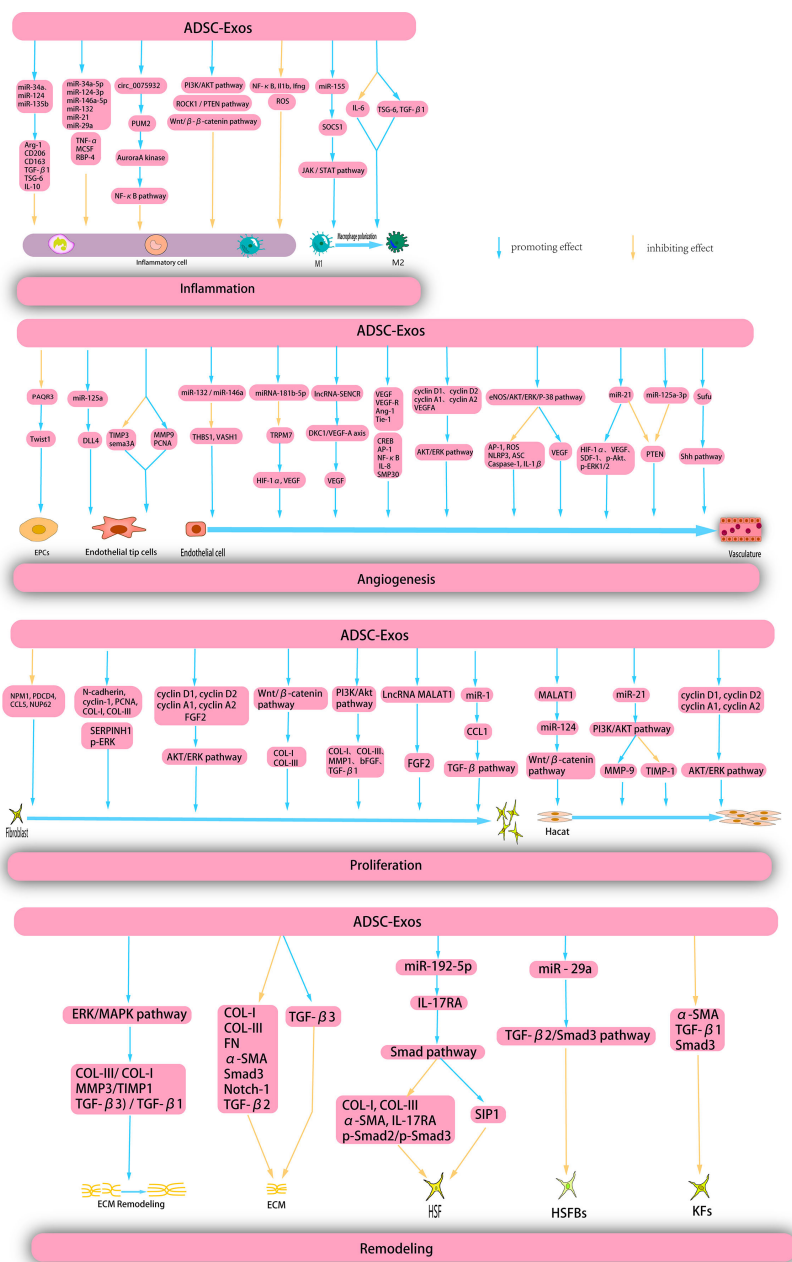 ADSC-Exos
miR-34a,
miR-124
miR-135b
Arg-1
CD206
CD163
TGF-β1
TSG-6
IL-10
miR-34a-5p
miR-124-3p
miR-146a-5p
miR-132
miR-21
miR-29a
TNF-α
MCSF
RBP-4
circ_0075932
PUM2
AuroraA kinase
NF-κB pathway
PI3K/AKT pathway
ROCK1 / PTEN pathway
Wnt/β-β-catenin pathway
NF-κB, Il1b, Ifng
ROS
miR-155
SOCS1
JAK / STAT pathway
IL-6
TSG-6, TGF-β1
Inflammatory cell
M1
Macrophage polarization
M2
promoting effect
inhibiting effect
Inflammation
ADSC-Exos
PAQR3
Twist1
miR-125a
DLL4
TIMP3
sema3A
MMP9
PCNA
miR-132 / miR-146a
THBS1, VASH1
miRNA-181b-5p
TRPM7
HIF-1α, VEGF
lncRNA-SENCR
DKC1/VEGF-A axis
VEGF
VEGF
VEGF-R
Ang-1
Tie-1
CREB
AP-1
NF-κB
IL-8
SMP30
cyclin D1、cyclin D2
cyclin A1、cyclin A2
VEGFA
AKT/ERK pathway
eNOS/AKT/ERK/P-38 pathway
AP-1, ROS
NLRP3, ASC
Caspase-1, IL-1β
VEGF
miR-21
HIF-1α、VEGF、
SDF-1、p-Akt、
p-ERK1/2
miR-125a-3p
PTEN
Sufu
Shh pathway
EPCs
Endothelial tip cells
Endothelial cell
Vasculature
Angiogenesis
ADSC-Exos
NPM1, PDCD4,
CCL5, NUP62
N-cadherin,
cyclin-1, PCNA,
COL-I, COL-III
SERPINH1
p-ERK
cyclin D1, cyclin D2
cyclin A1, cyclin A2
FGF2
AKT/ERK pathway
Wnt/β-catenin
pathway
COL-I
COL-III
PI3K/Akt
pathway
COL-I、COL-III、
MMP1、bFGF、
TGF-β1
LncRNA MALAT1
FGF2
miR-1
CCL1
TGF-β pathway
MALAT1
miR-124
Wnt/β-catenin
pathway
miR-21
PI3K/AKT pathway
MMP-9
TIMP-1
cyclin D1, cyclin D2
cyclin A1, cyclin A2
AKT/ERK pathway
Fibroblast
Hacat
Proliferation
ADSC-Exos
ERK/MAPK pathway
COL-III/ COL-I
MMP3/TIMP1
TGF-β3) / TGF-β1
COL-I
COL-III
FN
α-SMA
Smad3
Notch-1
TGF-β2
TGF-β3
miR-192-5p
IL-17RA
Smad pathway
COL-I, COL-III
α-SMA, IL-17RA
p-Smad2/p-Smad3
SIP1
miR - 29a
TGF-β2/Smad3 pathway
α-SMA
TGF-β1
Smad3
ECM Remodeling
ECM
HSF
HSFBs
KFs
Remodeling